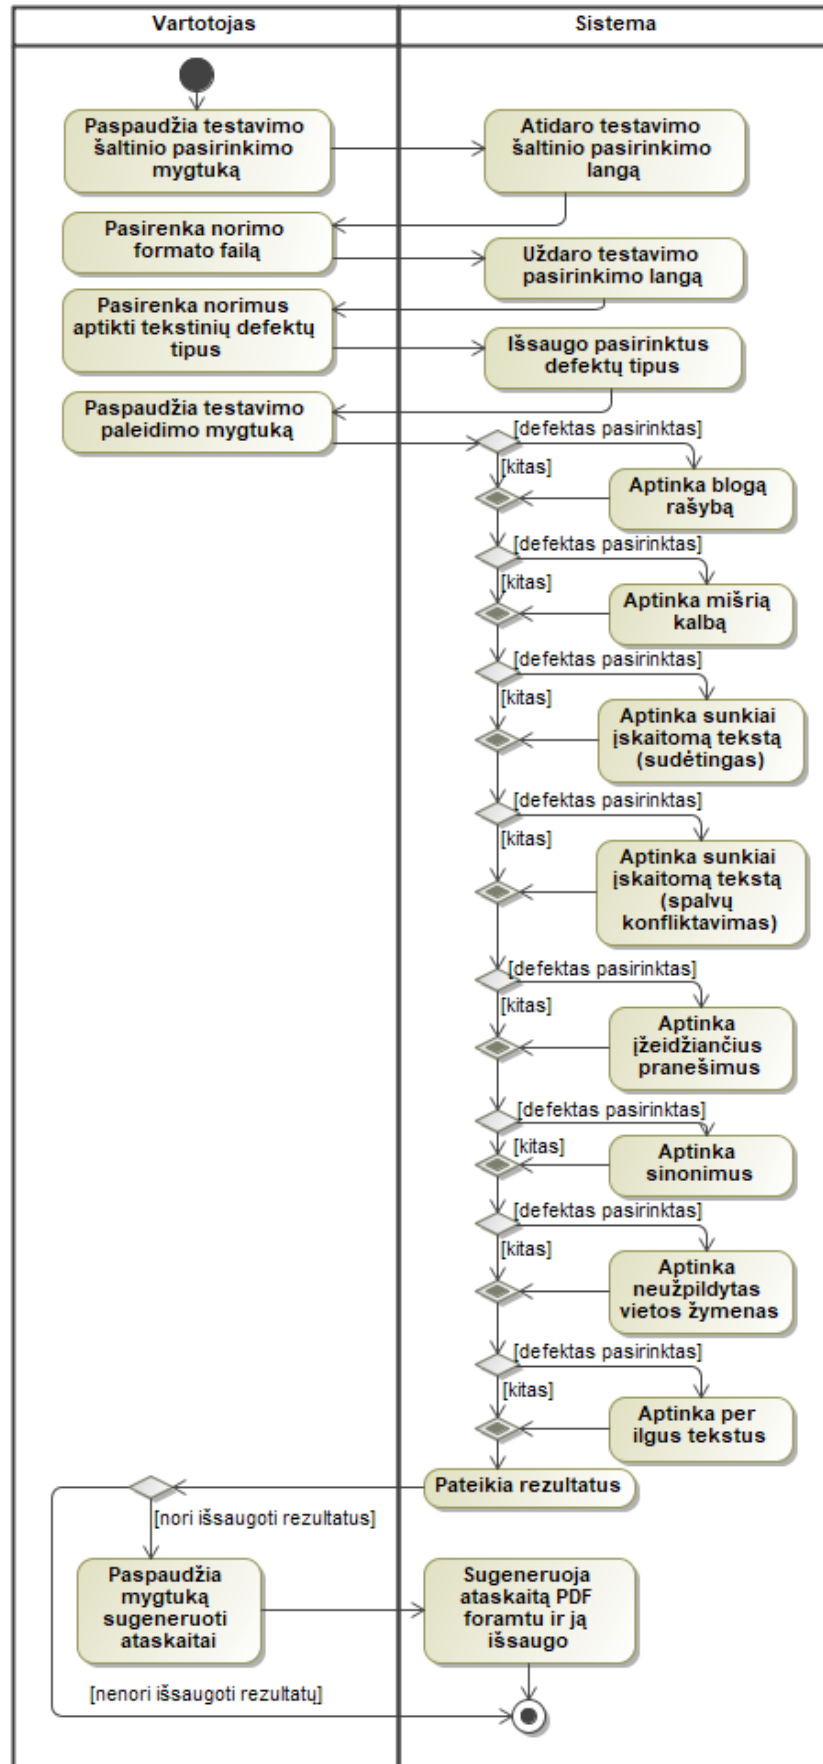 Vartotojas
Sistema
Paspaudžia testavimo
šaltinio pasirinkimo
mygtuką
Atidaro testavimo
šaltinio pasirinkimo
langą
Pasirenka norimo
formato failą
Uždaro testavimo
pasirinkimo langą
Pasirenka norimus
aptikti tekstinių defektų
tipus
Išsaugo pasirinktus
defektų tipus
Paspaudžia testavimo
paleidimo mygtuką
[defektas pasirinktas]
[kitas]
Aptinka blogą
rašybą
[defektas pasirinktas]
[kitas]
Aptinka mišrią
kalbą
[defektas pasirinktas]
[kitas]
Aptinka sunkiai
įskaitomą tekstą
(sudėtingas)
[defektas pasirinktas]
[kitas]
Aptinka sunkiai
įskaitomą tekstą
(spalvų
konfliktavimas)
[defektas pasirinktas]
[kitas]
Aptinka
įžeidžiančius
pranešimus
[defektas pasirinktas]
[kitas]
Aptinka
sinonimus
[defektas pasirinktas]
[kitas]
Aptinka
neužpildytas
vietos žymenas
[defektas pasirinktas]
[kitas]
Aptinka per
ilgus tekstus
Pateikia rezultatus
[nori išsaugoti rezultatus]
Paspaudžia
mygtuką
sugeneruoti
ataskaitai
Sugeneruoja
ataskaitą PDF
foramtu ir ją
išsaugo
[nenori išsaugoti rezultatų]